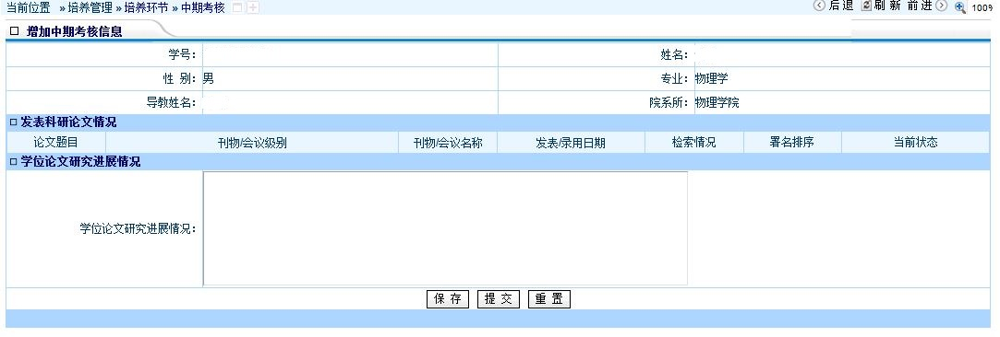 当前位置 »培养管理»培养环节»中期考核 后退 刷新 前进 100%
增加中期考核信息
学号: 姓名:
性 别: 男 专业: 物理学
导教姓名: 院系所: 物理学院
发表科研论文情况
论文题目 刊物/会议级别 刊物/会议名称 发表/录用日期 检索情况 署名排序 当前状态
学位论文研究进展情况
学位论文研究进展情况:
保 存 提 交 重 置